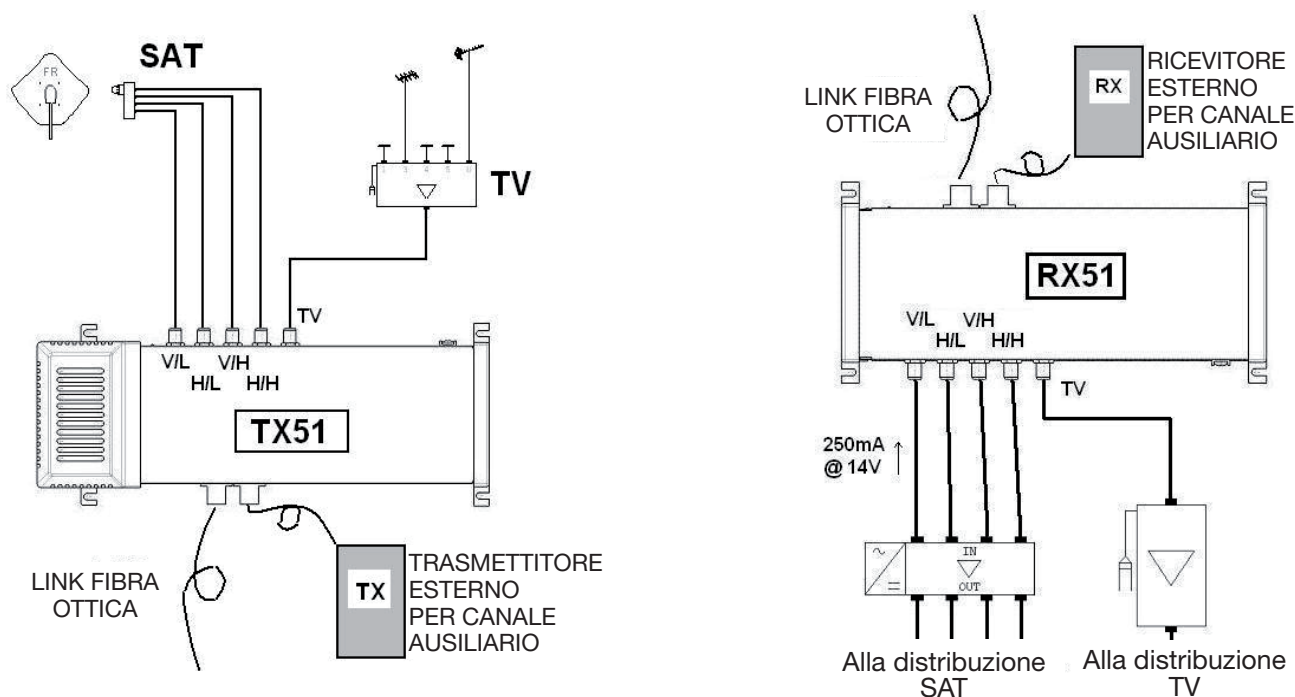 SAT
FR
TV
TV
V/L
V/H
H/L
H/H
TX51
LINK FIBRA
OTTICA
TX
TRASMETTITORE
ESTERNO
PER CANALE
AUSILIARIO
LINK FIBRA
OTTICA
RX
RICEVITORE
ESTERNO
PER CANALE
AUSILIARIO
RX51
V/L
V/H
H/L
H/H
TV
250mA
@ 14V
IN
OUT
Alla distribuzione
SAT
Alla distribuzione
TV